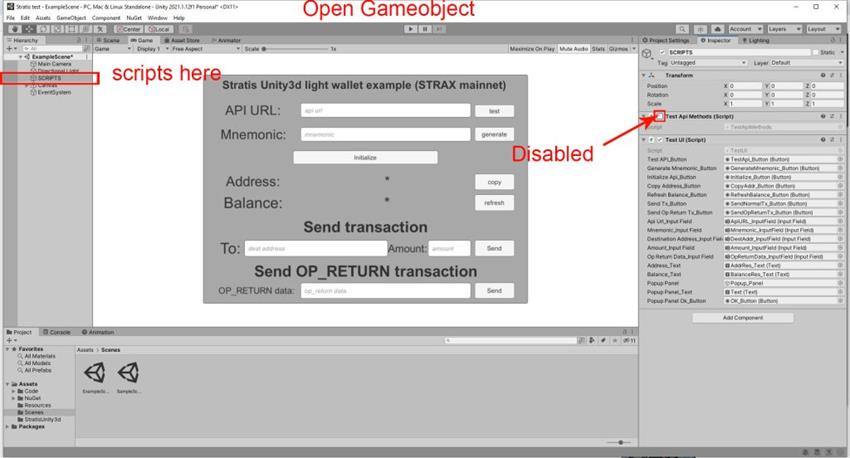 Stratis test - ExampleScene - PC, Mac & Linux Standalone - Unity 2021.1.12f1 Personal* <DX11>
Open Gameobject
File Edit Assets GameObject Component NuGet Window Help
Center Local Account Layers Layout
Hierarchy Scene Game Asset Store Animator Project Settings Inspector Lighting
All Game Display 1 Free Aspect Scale 1x Maximize On Play Mute Audio Stats Gizmos
SCRIPTS Static
ExampleScene*
Main Camera
Directional Light
SCRIPTS
Canvas
EventSystem
scripts here
Tag Untagged Layer Default
Transform
Position X 0 Y 0 Z 0
Rotation X 0 Y 0 Z 0
Scale X 1 Y 1 Z 1
Stratis Unity3d light wallet example (STRAX mainnet)
API URL: api url test
Mnemonic: mnemonic generate
Initialize
Address: * copy
Balance: * refresh
Send transaction
To: dest address Amount: amount Send
Send OP_RETURN transaction
OP_RETURN data: op_return data Send
Disabled
Test Api Methods (Script)
Script TestApiMethods
Test UI (Script)
Script TestUI
Test API_Button TestApi_Button (Button)
Generate Mnemonic_Button GenerateMnemonic_Button (Button)
Initialize Api_Button Initialize_Button (Button)
Copy Address_Button CopyAddr_Button (Button)
Refresh Balance_Button RefreshBalance_Button (Button)
Send Tx_Button SendNormalTx_Button (Button)
Send Op Return Tx_Button SendOpReturnTx_Button (Button)
Api Url_Input Field ApiURL_InputField (Input Field)
Mnemonic_Input Field Mnemonic_InputField (Input Field)
Destination Address_Input Field DestAddr_InputField (Input Field)
Amount_Input Field Amount_InputField (Input Field)
Op Return Data_Input Field OpReturnData_InputField (Input Field)
Address_Text AddrRes_Text (Text)
Balance_Text BalanceRes_Text (Text)
Popup Panel Popup_Panel
Popup Panel_Text Text (Text)
Popup Panel Ok_Button OK_Button (Button)
Add Component
Project Console Animation
11
Favorites
All Materials
All Models
All Prefabs
Assets
Code
NuGet
Resources
Scenes
StratisUnity3d
Packages
Assets > Scenes
ExampleSc... SampleSc...